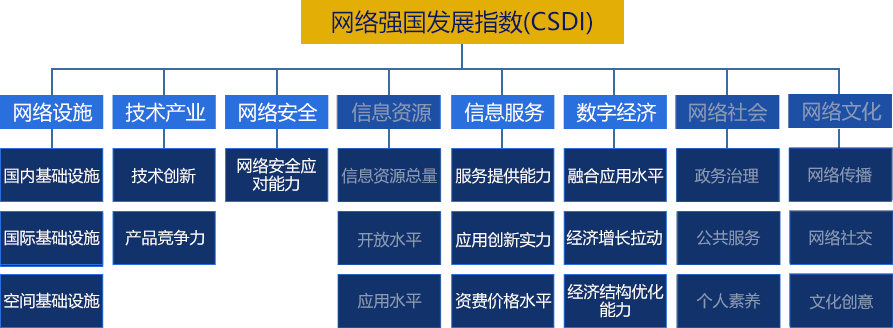 网络强国发展指数(CSDI)
网络设施
技术产业
网络安全
信息资源
信息服务
数字经济
网络社会
网络文化
国内基础设施
技术创新
网络安全应
对能力
信息资源总量
服务提供能力
融合应用水平
政务治理
网络传播
国际基础设施
产品竞争力
开放水平
应用创新实力
经济增长拉动
公共服务
网络社交
空间基础设施
应用水平
资费价格水平
经济结构优化
能力
个人素养
文化创意